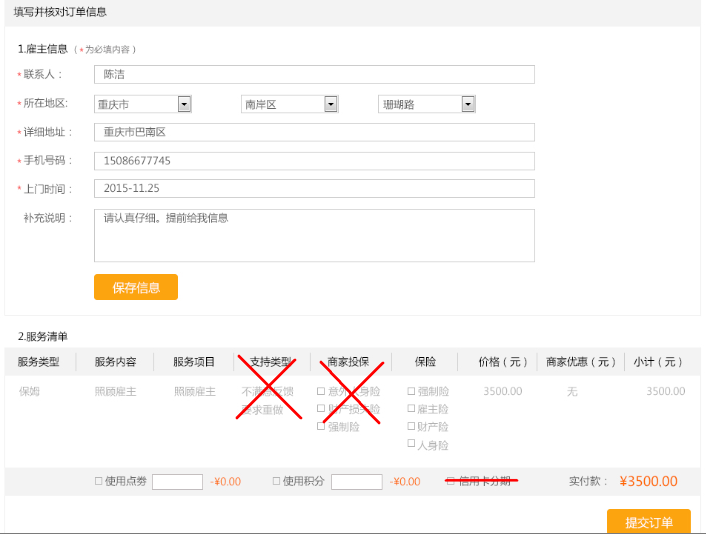 填写并核对订单信息
1.雇主信息 ( *为必填内容 )
* 联系人： 陈洁
* 所在地区: 重庆市 南岸区 珊瑚路
* 详细地址： 重庆市巴南区
* 手机号码： 15086677745
* 上门时间： 2015-11.25
补充说明： 请认真仔细。提前给我信息
保存信息
2.服务清单
服务类型 服务内容 服务项目 支持类型 商家投保 保险 价格 ( 元 ) 商家优惠 ( 元 ) 小计 ( 元 )
保姆 照顾雇主 照顾雇主 不满意反馈 意外人身险 强制险 3500.00 无 3500.00
要求重做 财产损失险 雇主险
强制险 财产险
人身险
使用点劵 -¥0.00 使用积分 -¥0.00 信用卡分期 实付款： ¥3500.00
提交订单